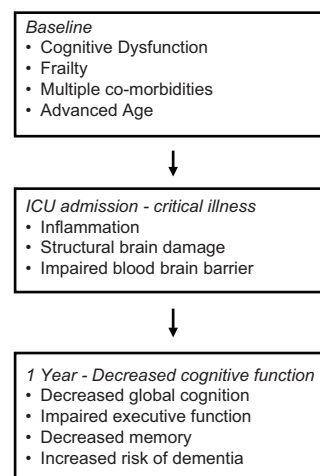 Baseline
• Cognitive Dysfunction
• Frailty
• Multiple co-morbidities
• Advanced Age
ICU admission - critical illness
• Inflammation
• Structural brain damage
• Impaired blood brain barrier
1 Year - Decreased cognitive function
• Decreased global cognition
• Impaired executive function
• Decreased memory
• Increased risk of dementia